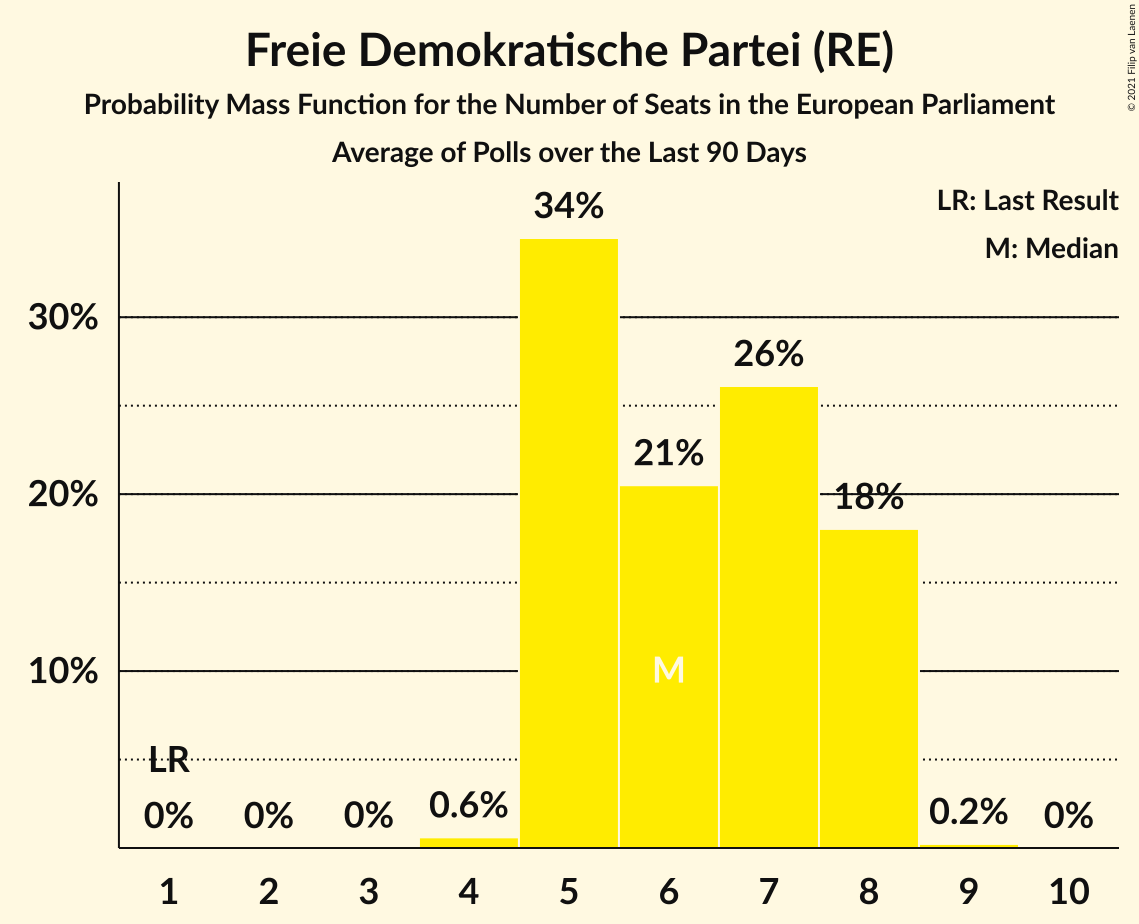 Freie Demokratische Partei (RE)
Probability Mass Function for the Number of Seats in the European Parliament
Average of Polls over the Last 90 Days
© 2021 Filip van Laenen
LR: Last Result
M: Median
34%
30%
26%
21%
20%
18%
10%
M
LR
0%
0%
0%
0.6%
0.2%
0%
1 2 3 4 5 6 7 8 9 10